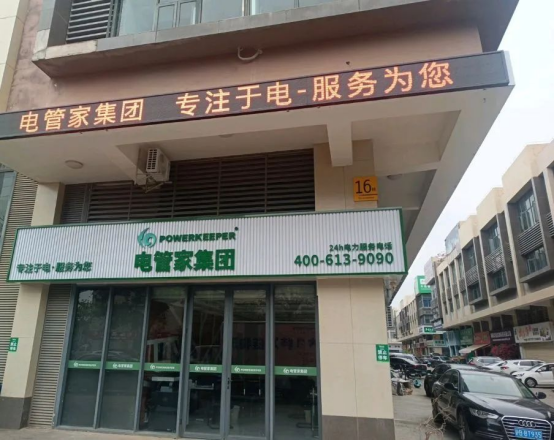 电管家集团 专注于电-服务为您
16
POWERKEEPER
专注于电·服务为您
电管家集团
24h电力服务电话
400-613-9090